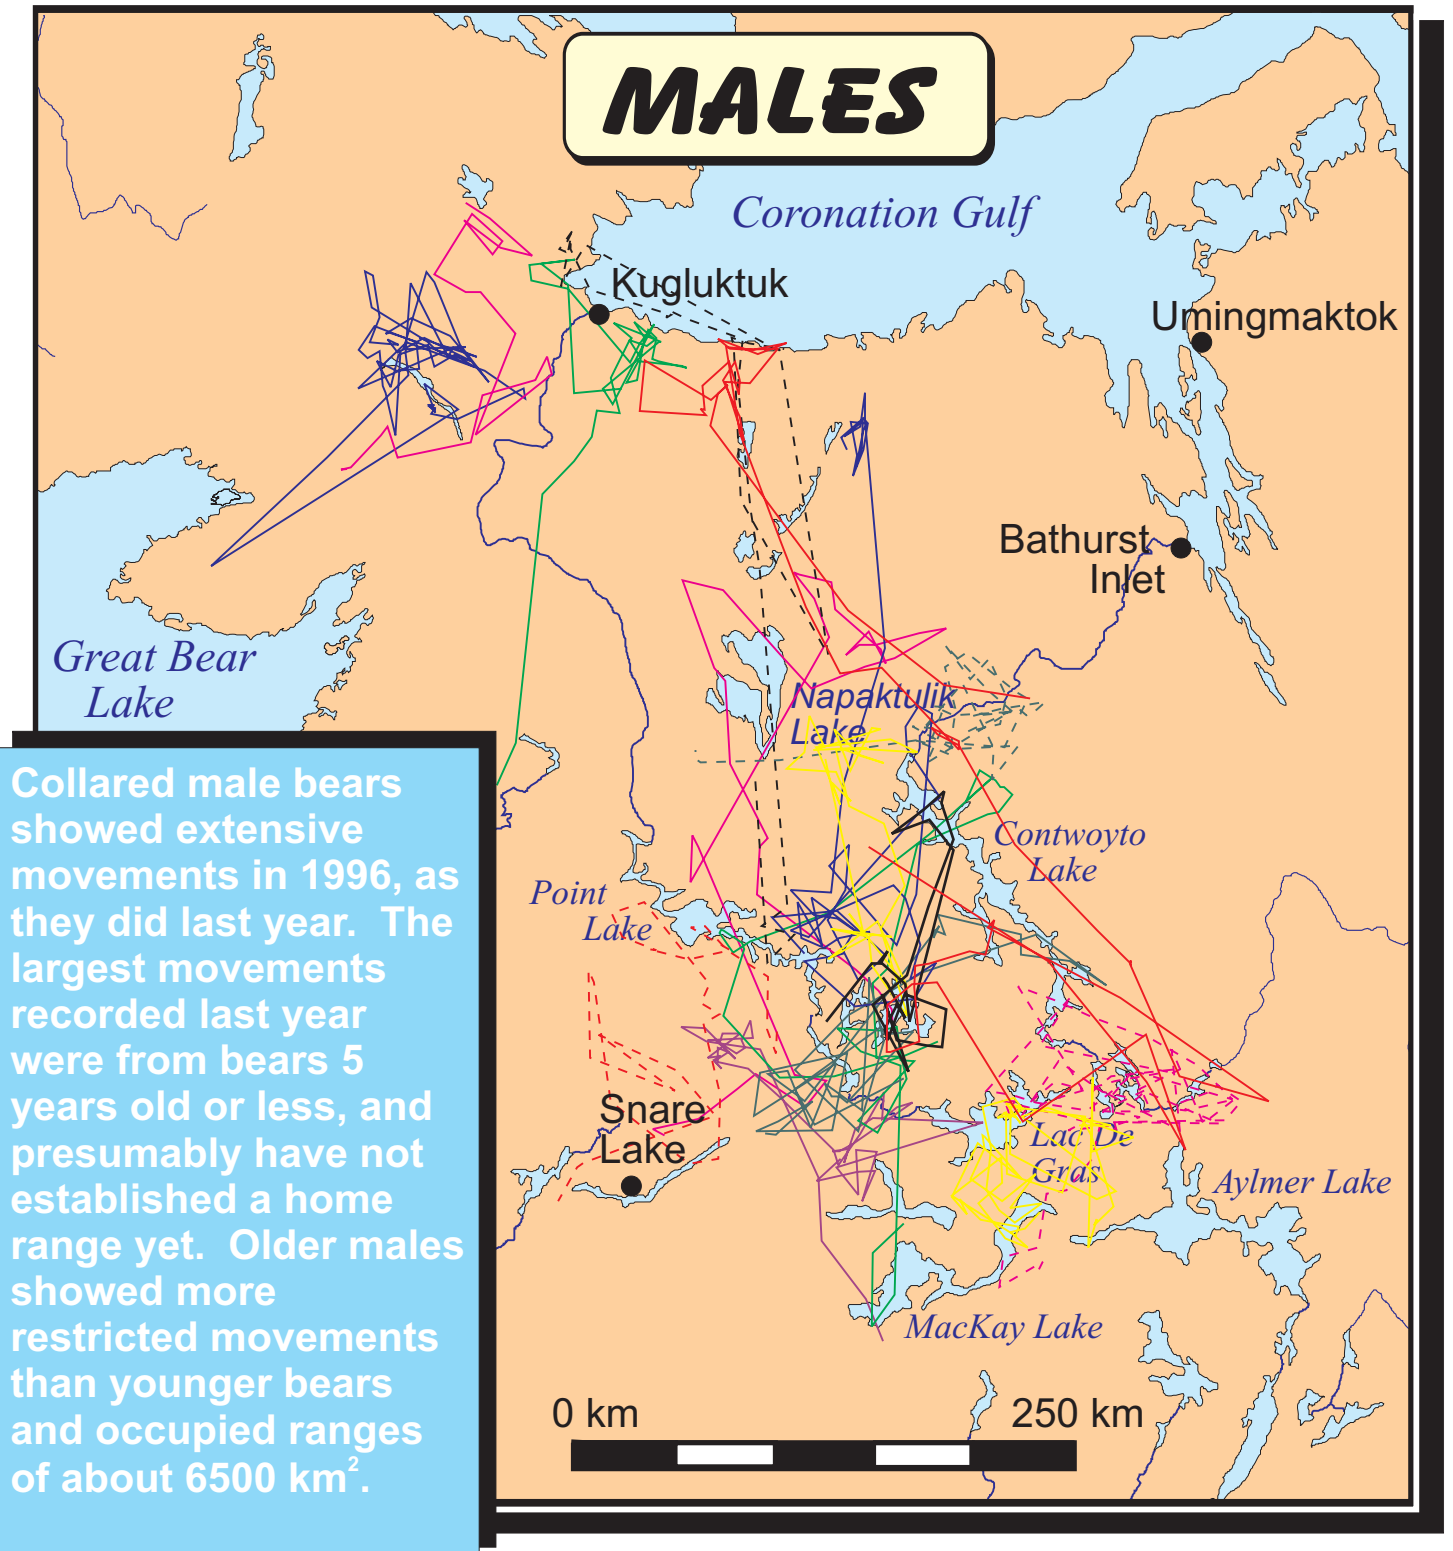 MALES
Coronation Gulf
Kugluktuk
Umingmaktok
Bathurst
Inlet
Great Bear
Lake
Napaktulik
Lake
Contwoyto
Lake
Point
Lake
Snare
Lake
Lac De
Gras
Aylmer Lake
MacKay Lake
0 km
250 km
Collared male bears
showed extensive
movements in 1996, as
they did last year.  The
largest movements
recorded last year
were from bears 5
years old or less, and
presumably have not
established a home
range yet.  Older males
showed more
restricted movements
than younger bears
and occupied ranges
of about 6500 km².